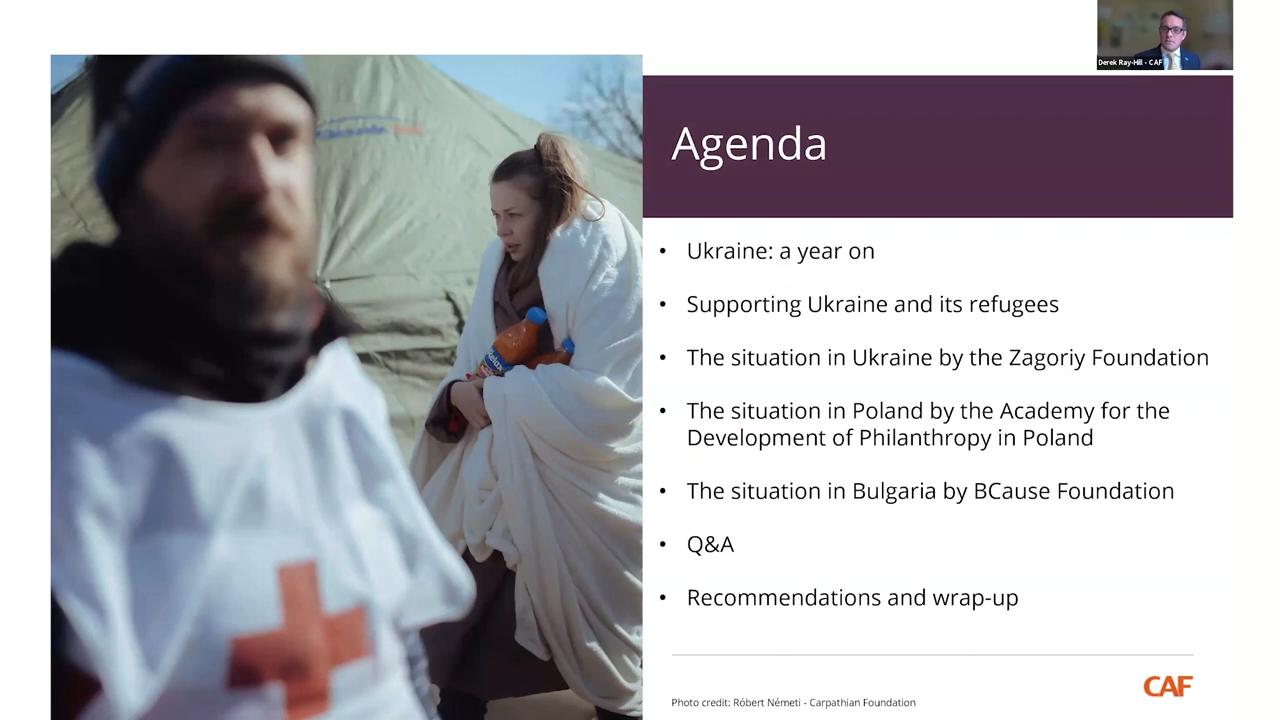 Derek Ray-Hill - CAF
Agenda
• Ukraine: a year on
• Supporting Ukraine and its refugees
• The situation in Ukraine by the Zagoriy Foundation
• The situation in Poland by the Academy for the
Development of Philanthropy in Poland
• The situation in Bulgaria by BCause Foundation
• Q&A
• Recommendations and wrap-up
CAF
Photo credit: Róbert Németi - Carpathian Foundation